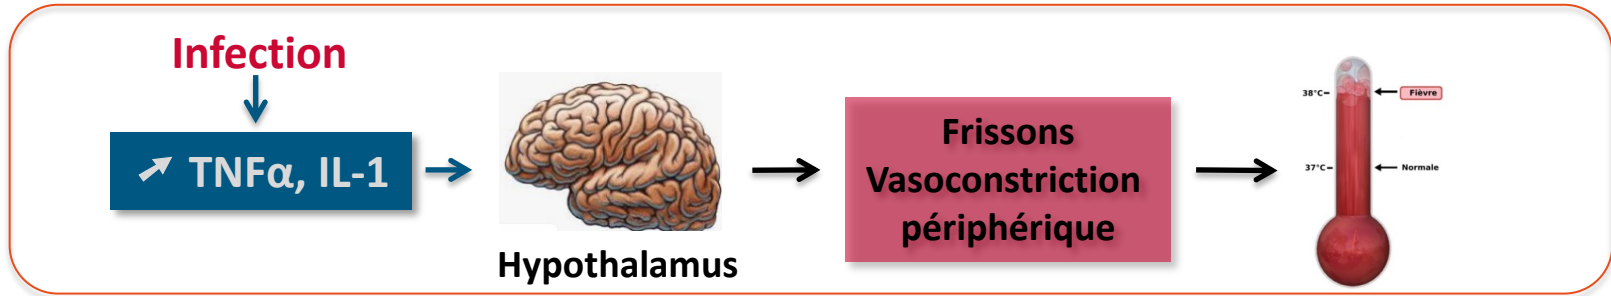 Infection
➚ TNFα, IL-1
Hypothalamus
Frissons
Vasoconstriction
périphérique
38°C
Fièvre
37°C
Normale